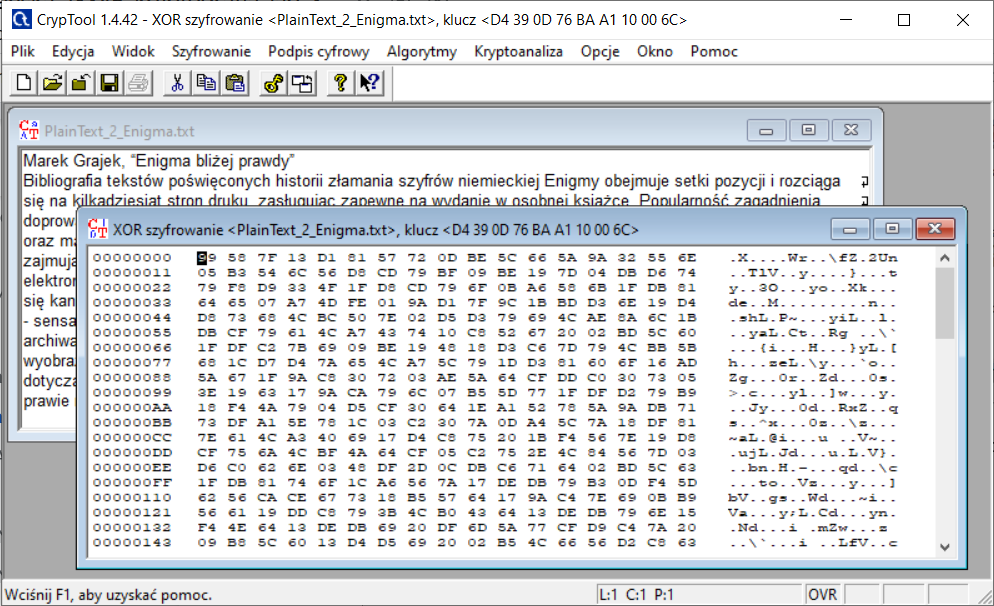 CrypTool 1.4.42 - XOR szyfrowanie <PlainText_2_Enigma.txt>, klucz <D4 39 0D 76 BA A1 10 00 6C>
Plik Edycja Widok Szyfrowanie Podpis cyfrowy Algorytmy Kryptoanaliza Opcje Okno Pomoc
PlainText_2_Enigma.txt
Marek Grajek, “Enigma bliżej prawdy”
Bibliografia tekstów poświęconych historii złamania szyfrów niemieckiej Enigmy obejmuje setki pozycji i rozciąga
się na kilkadziesiąt stron druku, zasługując zapewne na wydanie w osobnej książce. Popularność zagadnienia
doprow
oraz ma
zajmują
elektron
się kan
- sensa
archiwa
wyobraź
dotycza
prawie
XOR szyfrowanie <PlainText_2_Enigma.txt>, klucz <D4 39 0D 76 BA A1 10 00 6C>
00000000 99 58 7F 13 D1 81 57 72 0D BE 5C 66 5A 9A 32 55 6E .X....Wr..\fZ.2Un
00000011 05 B3 54 6C 56 D8 CD 79 BF 09 BE 19 7D 04 DB D6 74 ..TlV..y....}...t
00000022 79 F8 D9 33 4F 1F D8 CD 79 6F 0B A6 58 6B 1F DB 81 y..3O...yo..Xk...
00000033 64 65 07 A7 4D FE 01 9A D1 7F 9C 1B BD D3 6E 19 D4 de..M.........n..
00000044 D8 73 68 4C BC 50 7E 02 D5 D3 79 69 4C AE 8A 6C 1B .shL.P~...yiL..l.
00000055 DB CF 79 61 4C A7 43 74 10 C8 52 67 20 02 BD 5C 60 ..yaL.Ct..Rg ..\`
00000066 1F DF C2 7B 69 09 BE 19 48 18 D3 C6 7D 79 4C BB 5B ...{i...H...}yL.[
00000077 68 1C D7 D7 4A 65 4C A7 5C 79 1D D3 81 60 6F 16 AD h...zeL.\y...`o..
00000088 5A 67 1F 9A C8 30 72 03 AE 5A 64 CF DD C0 30 73 05 Zg...0r..Zd...0s.
00000099 3E 19 63 17 9A CA 79 6C 07 B5 5D 77 1F DF D2 79 B9 >.c...yl..]w...y.
000000AA 18 F4 4A 79 04 D5 CF 30 64 1E A1 52 78 5A 9A DB 71 ..Jy...0d..RxZ..q
000000BB 73 DF A1 5E 78 1C 03 C2 30 7A 0D A4 5C 7A 18 DF 81 s..^x...0z..\z...
000000CC 7E 61 4C A3 40 69 17 D4 C8 75 20 1B F4 56 7E 19 D8 ~aL.@i...u ..V~..
000000DD CF 75 6A 4C BF 4A 64 CF 05 C2 75 2E 4C 84 56 7D 03 .ujL.Jd...u.L.V}.
000000EE D6 C0 62 6E 03 48 DF 2D 0C DB C6 71 64 02 BD 5C 63 ..bn.H.-...qd..\c
000000FF 1F DB 81 74 6F 1C A6 56 7A 17 DE DB 79 B3 0D F4 5D ...to..Vz...y...]
00000110 62 56 CA CE 67 73 18 B5 57 64 17 9A C4 7E 69 0B B9 bV..gs..Wd...~i..
00000121 56 61 19 DD C8 79 3B 4C B0 43 64 13 DE DB 79 6E 15 Va...y;L.Cd...yn.
00000132 F4 4E 64 13 DE DB 69 20 DF 6D 5A 77 CF D9 C4 7A 20 .Nd...i .mZw...z
00000143 09 B8 5C 60 13 D4 D5 69 20 02 B5 4C 66 56 D2 C8 63 ..\`...i ..LfV..c
Wciśnij F1, aby uzyskać pomoc.
L:1 C:1 P:1
OVR